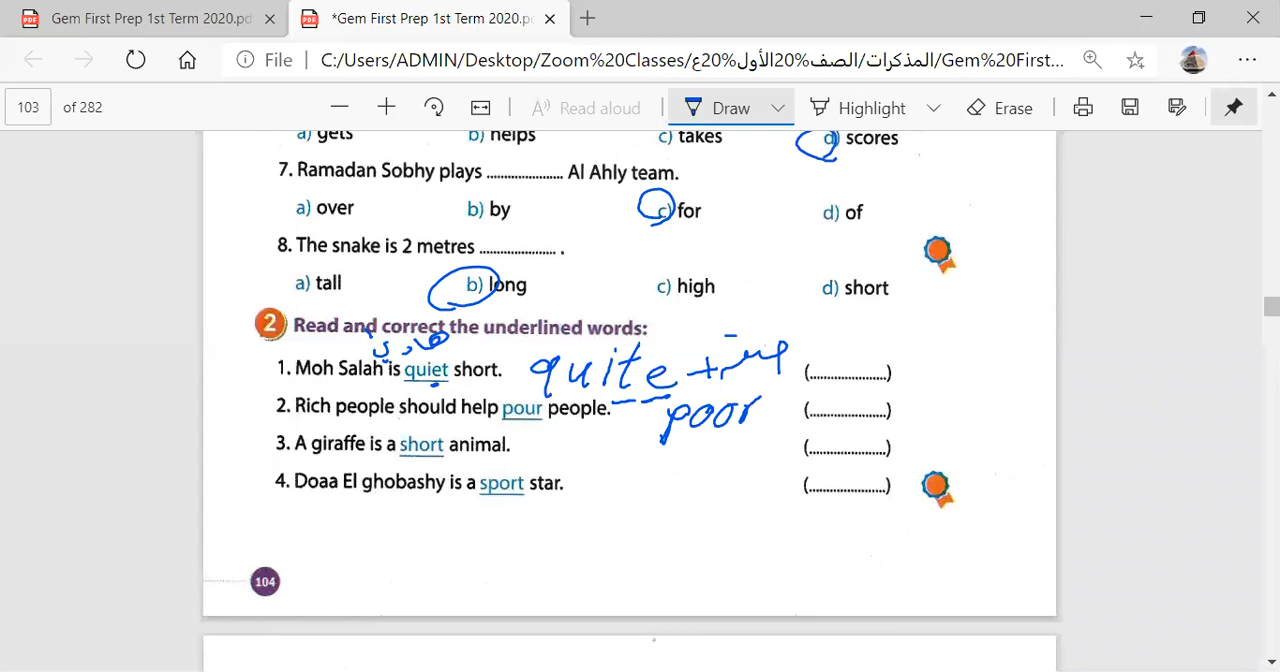 Gem First Prep 1st Term 2020.pd
*Gem First Prep 1st Term 2020.pd
File C:/Users/ADMIN/Desktop/Zoom%20Classes/المذكرات/الصف%20الأول%20ع/Gem%20First...
103 of 282 Read aloud Draw Highlight Erase
a) gets b) helps c) takes d) scores
7. Ramadan Sobhy plays .................... Al Ahly team.
a) over b) by c) for d) of
8. The snake is 2 metres .................... .
a) tall b) long c) high d) short
2 Read and correct the underlined words:
1. Moh Salah is quiet short. quite (....................)
2. Rich people should help pour people. poor (....................)
3. A giraffe is a short animal. (....................)
4. Doaa El ghobashy is a sport star. (....................)
104